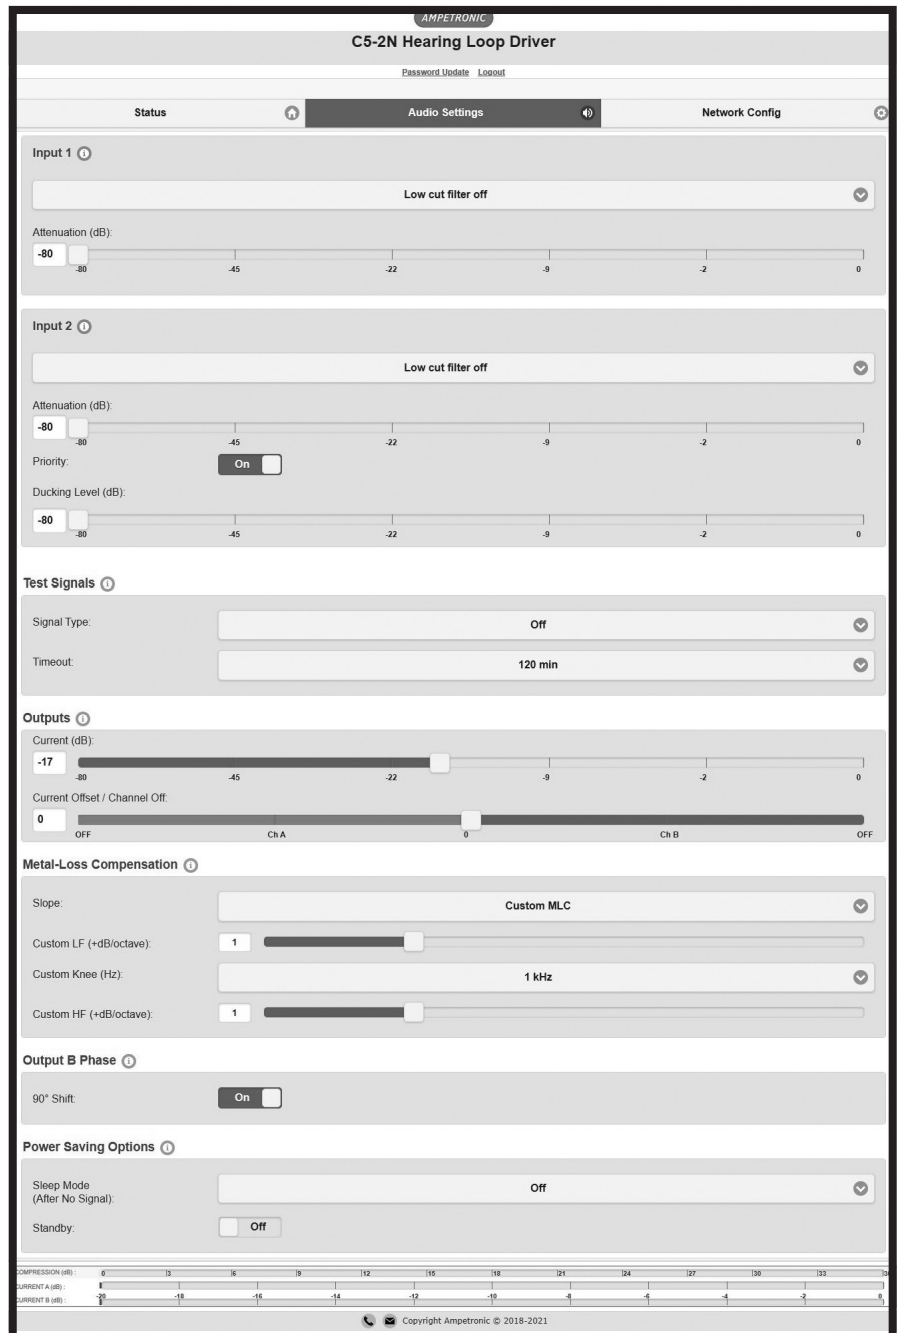 AMPETRONIC
C5-2N Hearing Loop Driver
Password Update Logout
Status Audio Settings Network Config
Input 1
Low cut filter off
Attenuation (dB):
-80
-80 -45 -22 -9 -2 0
Input 2
Low cut filter off
Attenuation (dB):
-80
-80 -45 -22 -9 -2 0
Priority: On
Ducking Level (dB):
-80
-80 -45 -22 -9 -2 0
Test Signals
Signal Type: Off
Timeout: 120 min
Outputs
Current (dB):
-17
-80 -45 -22 -9 -2 0
Current Offset / Channel Off:
0
OFF Ch A 0 Ch B OFF
Metal-Loss Compensation
Slope: Custom MLC
Custom LF (+dB/octave): 1
Custom Knee (Hz): 1 kHz
Custom HF (+dB/octave): 1
Output B Phase
90° Shift: On
Power Saving Options
Sleep Mode
(After No Signal): Off
Standby: Off
COMPRESSION (dB) : 0 3 6 9 12 15 18 21 24 27 30 33
CURRENT A (dB) :
-20 -18 -16 -14 -12 -10 -8 -6 -4 -2 0
CURRENT B (dB) :
Copyright Ampetronic © 2018-2021